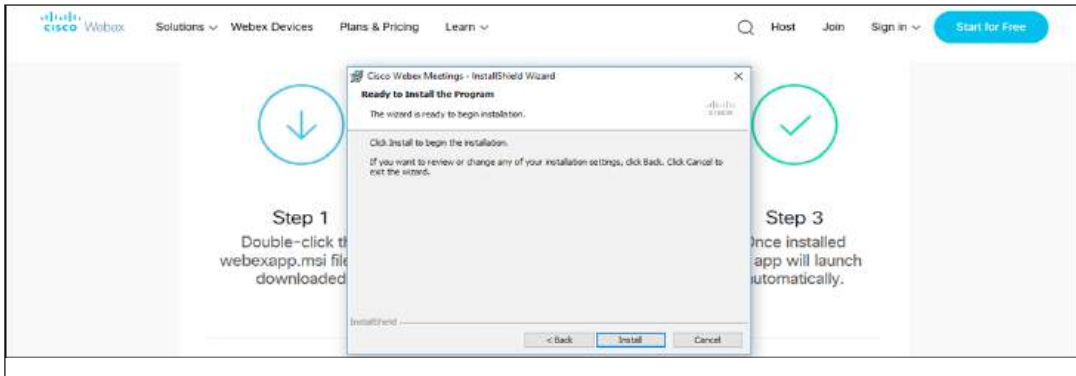 cisco Webex Solutions Webex Devices Plans & Pricing Learn Host Join Sign in Start for Free
Cisco Webex Meetings - InstallShield Wizard
Ready to Install the Program
The wizard is ready to begin installation.
cisco
Click Install to begin the installation.
If you want to review or change any of your installation settings, click Back. Click Cancel to
exit the wizard.
Step 1
Double-click th
webexapp.msi file
downloaded
Step 3
Once installed
app will launch
automatically.
InstallShield
< Back Install Cancel